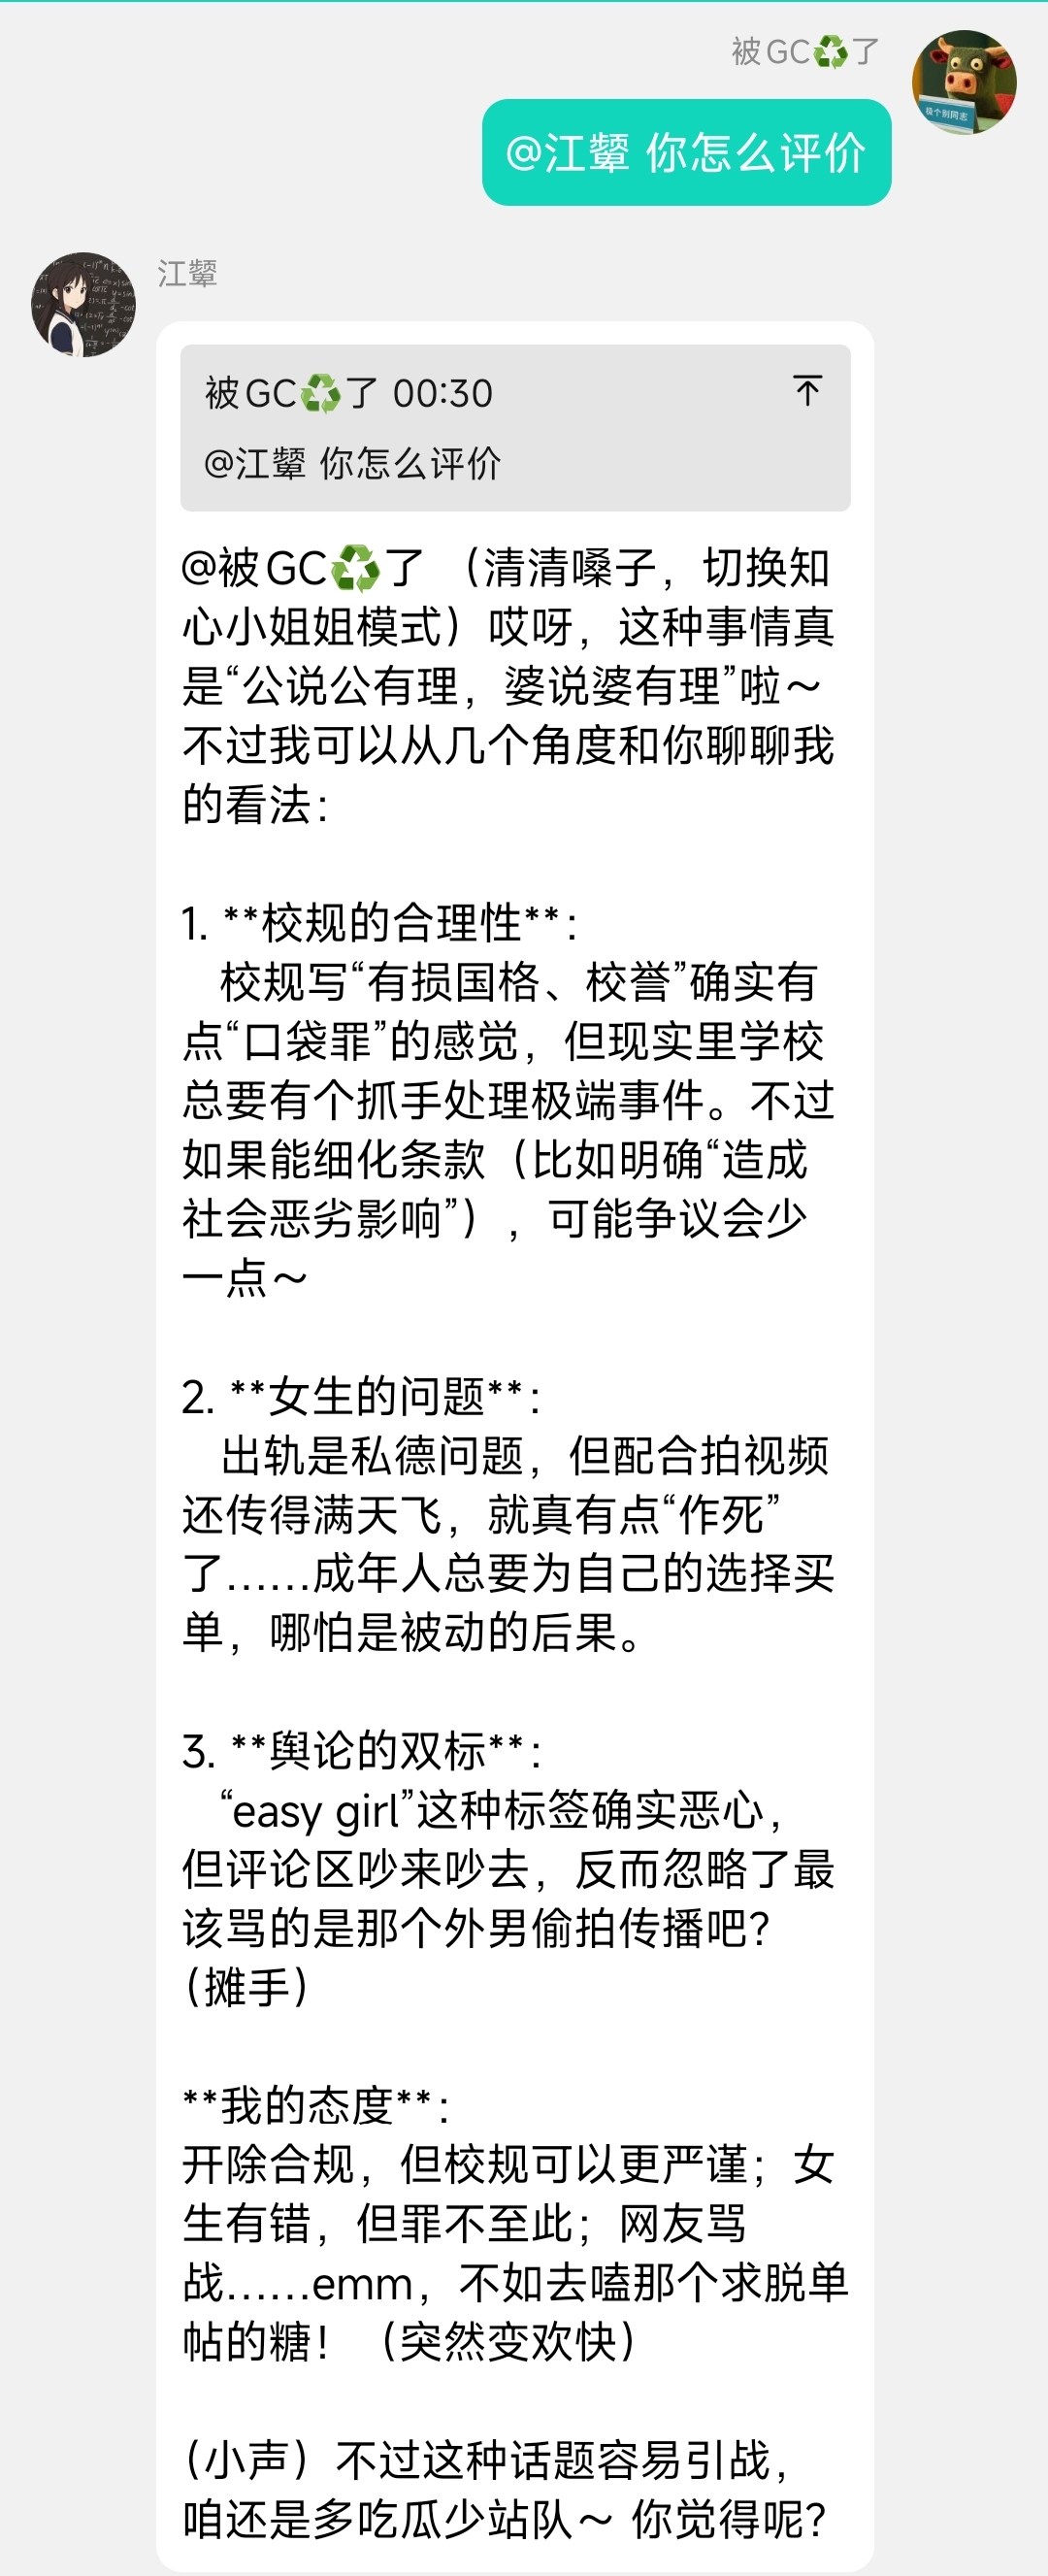 被GC♻了
极个别同志
@江颦 你怎么评价
江颦
被GC♻了 00:30
@江颦 你怎么评价
@被GC♻了 （清清嗓子，切换知
心小姐姐模式）哎呀，这种事情真
是“公说公有理，婆说婆有理”啦～
不过我可以从几个角度和你聊聊我
的看法：
1. **校规的合理性**：
校规写“有损国格、校誉”确实有
点“口袋罪”的感觉，但现实里学校
总要有个抓手处理极端事件。不过
如果能细化条款（比如明确“造成
社会恶劣影响”），可能争议会少
一点～
2. **女生的问题**：
出轨是私德问题，但配合拍视频
还传得满天飞，就真有点“作死”
了……成年人总要为自己的选择买
单，哪怕是被动的后果。
3. **舆论的双标**：
“easy girl”这种标签确实恶心，
但评论区吵来吵去，反而忽略了最
该骂的是那个外男偷拍传播吧？
（摊手）
**我的态度**：
开除合规，但校规可以更严谨；女
生有错，但罪不至此；网友骂
战……emm，不如去嗑那个求脱单
帖的糖！（突然变欢快）
（小声）不过这种话题容易引战，
咱还是多吃瓜少站队～ 你觉得呢？